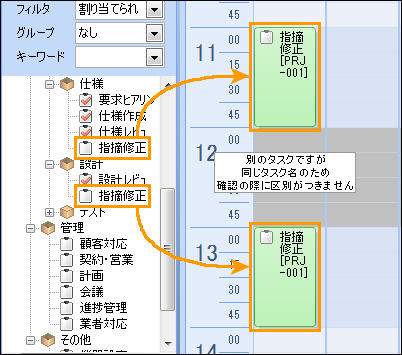 フィルタ 割り当てられ
グループ なし
キーワード
仕様
要求ヒアリン
仕様作成
仕様レビュ
指摘修正
設計
設計レビュ
指摘修正
テスト
管理
顧客対応
契約・営業
計画
会議
進捗管理
業者対応
その他
45
11 00
15
30
45
12 00
45
13 00
15
30
45
14 00
指摘
修正
[PRJ
-001]
別のタスクですが
同じタスク名のため
確認の際に区別がつきません
指摘
修正
[PRJ
-001]